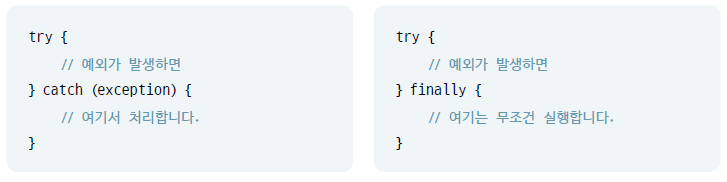 try {
// 예외가 발생하면
} catch (exception) {
// 여기서 처리합니다.
}
try {
// 예외가 발생하면
} finally {
// 여기는 무조건 실행합니다.
}